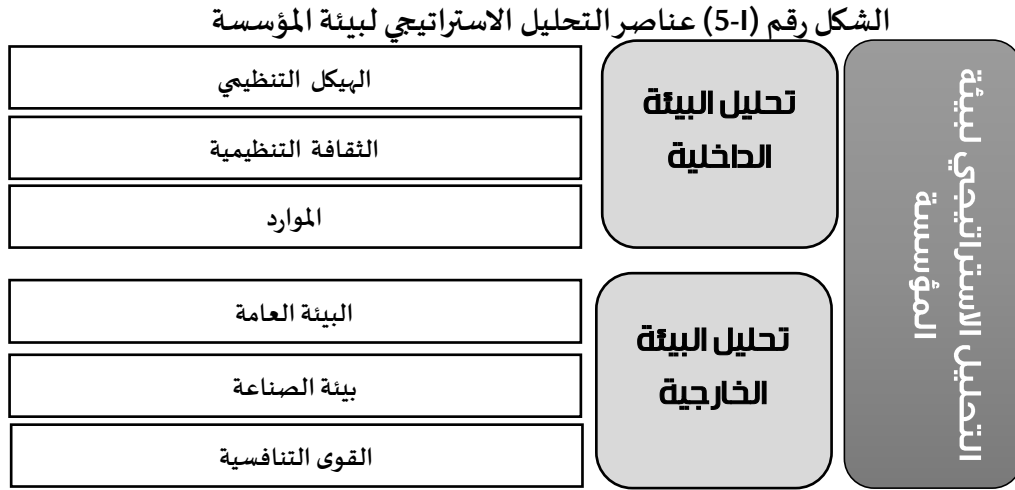 الشكل رقم (I-5) عناصر التحليل الاستراتيجي لبيئة المؤسسة
التحليل الاستراتيجي لبيئة
المؤسسة
تحليل البيئة
الداخلية
الهيكل التنظيمي
الثقافة التنظيمية
الموارد
تحليل البيئة
الخارجية
البيئة العامة
بيئة الصناعة
القوى التنافسية